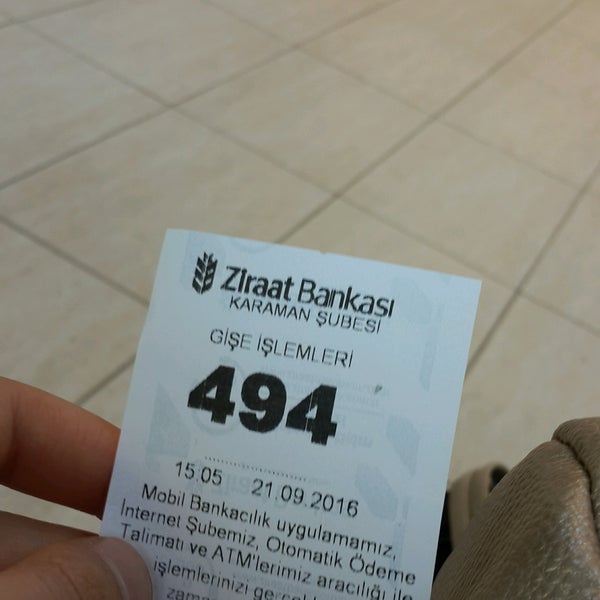 Ziraat Bankası
KARAMAN ŞUBESİ
GİŞE İŞLEMLERİ
494
15:05 21.09.2016
Mobil Bankacılık uygulamamız,
İnternet Şubemiz, Otomatik Ödeme
Talimatı ve ATM'lerimiz aracılığı ile
işlemlerinizi